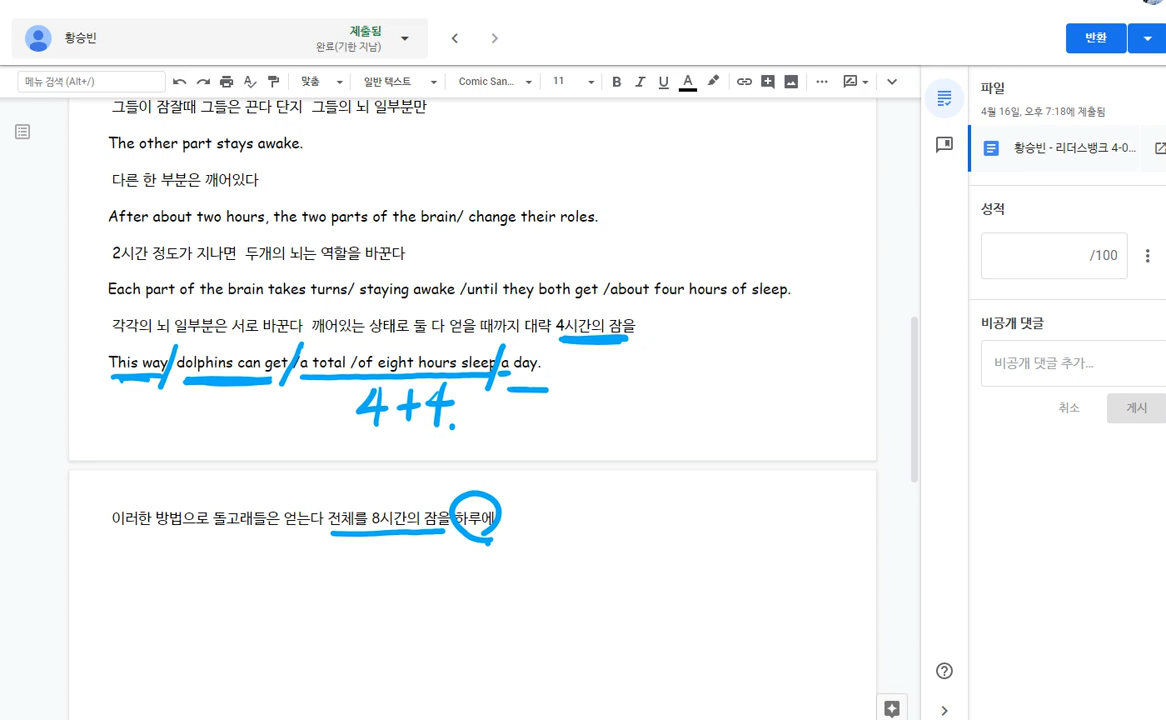 황승빈
제출됨
완료(기한 지남)
반환
메뉴 검색 (Alt+/)
맞춤
일반 텍스트
Comic San...
11
B I U A
그들이 잠잘때 그들은 끈다 단지 그들의 뇌 일부분만
The other part stays awake.
다른 한 부분은 깨어있다
After about two hours, the two parts of the brain/ change their roles.
2시간 정도가 지나면 두개의 뇌는 역할을 바꾼다
Each part of the brain takes turns/ staying awake /until they both get /about four hours of sleep.
각각의 뇌 일부분은 서로 바꾼다 깨어있는 상태로 둘 다 얻을 때까지 대략 4시간의 잠을
This way/ dolphins can get/ /a total /of eight hours sleep/ a day.
4+4.
이러한 방법으로 돌고래들은 얻는다 전체를 8시간의 잠을 하루에
파일
4월 16일, 오후 7:18에 제출됨
황승빈 - 리더스뱅크 4-0...
성적
/100
비공개 댓글
비공개 댓글 추가...
취소
게시